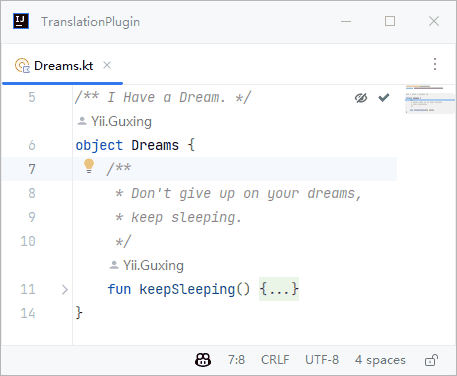 IJ
TranslationPlugin
Dreams.kt
5 /** I Have a Dream. */
Yii.Guxing
6 object Dreams {
7 /**
8 * Don't give up on your dreams,
9 * keep sleeping.
10 */
Yii.Guxing
11 fun keepSleeping() {...}
14 }
7:8 CRLF UTF-8 4 spaces